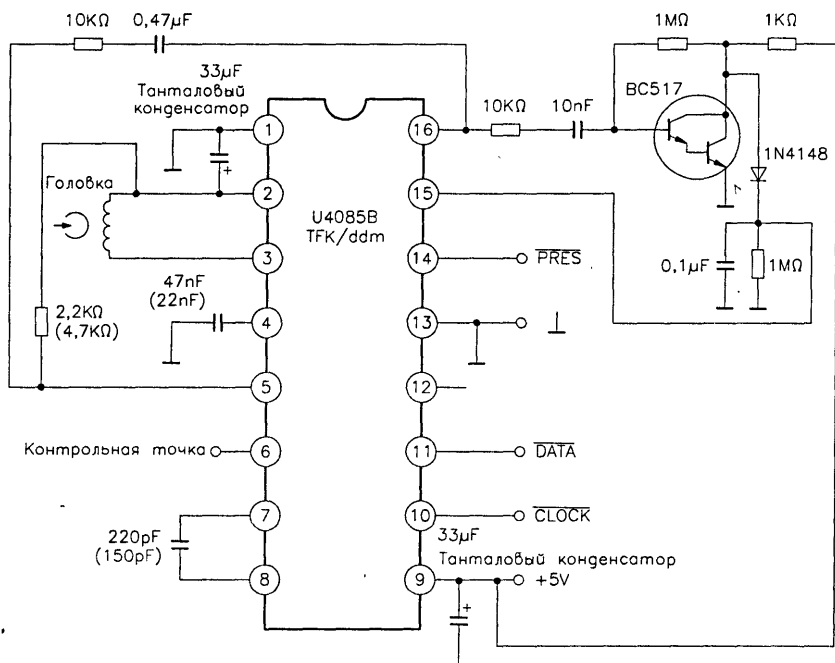 10KΩ
0,47µF
1MΩ
1KΩ
33µF
Танталовый
конденсатор
10KΩ
10nF
BC517
1
16
1N4148
Головка
2
15
U4085B
TFK/ddm
3
14
PRES
47nF
(22nF)
0,1µF
1MΩ
2,2KΩ
(4,7KΩ)
4
13
5
12
Контрольная точка
6
11
DATA
7
10
CLOCK
220pF
(150pF)
33µF
Танталовый конденсатор
8
9
+5V